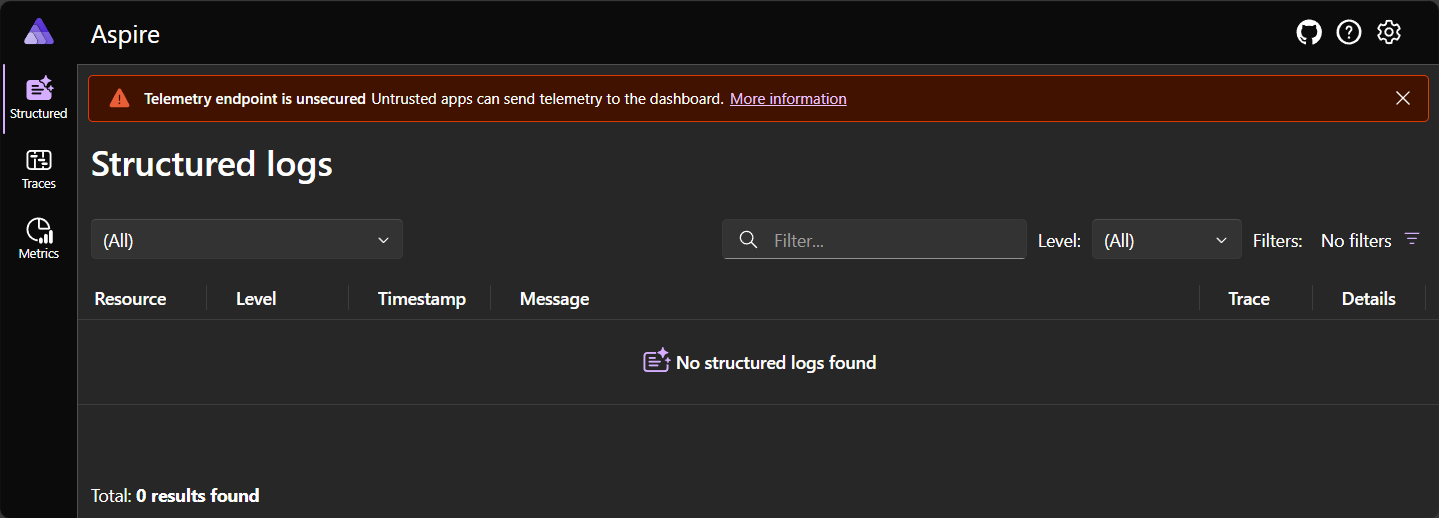 Aspire
Structured
Traces
Metrics
Telemetry endpoint is unsecured Untrusted apps can send telemetry to the dashboard. More information
Structured logs
(All) Filter... Level: (All) Filters: No filters
Resource Level Timestamp Message Trace Details
No structured logs found
Total: 0 results found